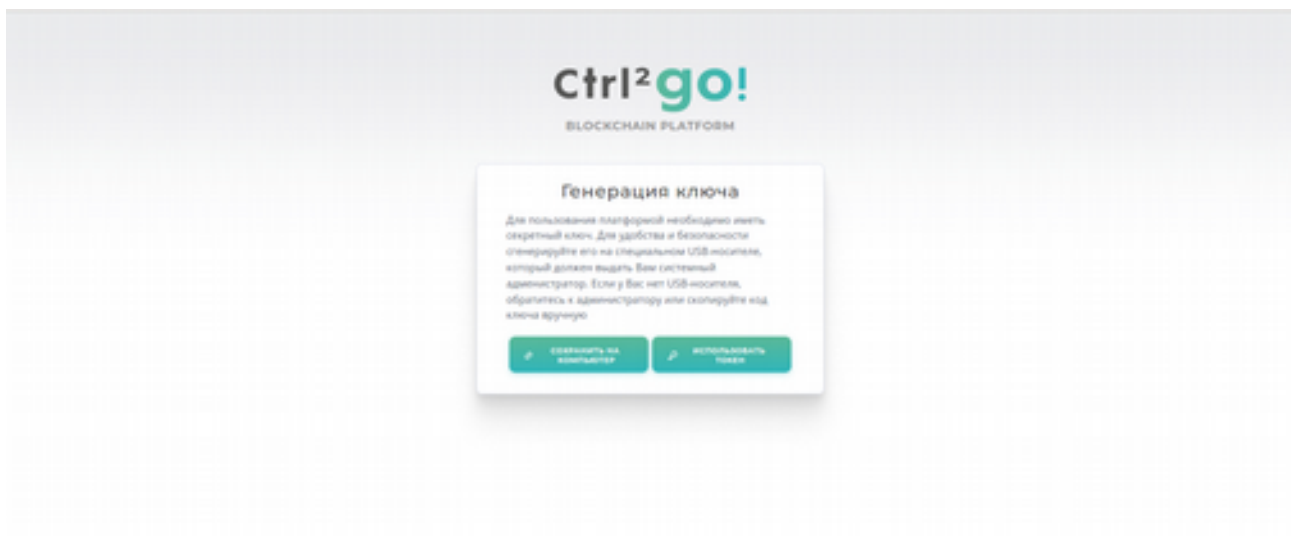 Ctrl²go!
BLOCKCHAIN PLATFORM
Генерация ключа
Для пользования платформой необходимо иметь
секретный ключ. Для удобства и безопасности
сгенерируйте его на специальном USB-носителе,
который должен выдать Вам системный
администратор. Если у Вас нет USB-носителя,
обратитесь к администратору или скопируйте код
ключа вручную
СОХРАНИТЬ НА
КОМПЬЮТЕР
ИСПОЛЬЗОВАТЬ
ТОКЕН